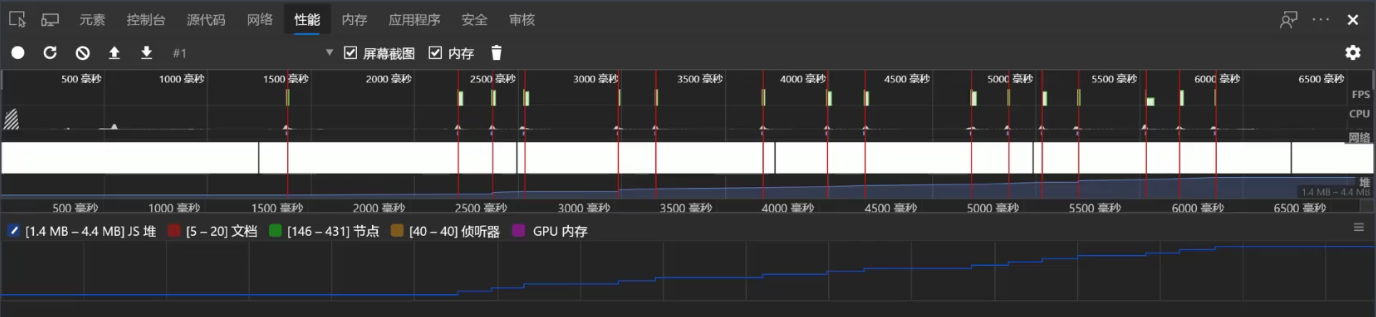 元素 控制台 源代码 网络 性能 内存 应用程序 安全 审核
#1 屏幕截图 内存
500 毫秒 1000 毫秒 1500 毫秒 2000 毫秒 2500 毫秒 3000 毫秒 3500 毫秒 4000 毫秒 4500 毫秒 5000 毫秒 5500 毫秒 6000 毫秒 6500 毫秒
FPS
CPU
网络
堆
1.4 MB – 4.4 MB
500 毫秒 1000 毫秒 1500 毫秒 2000 毫秒 2500 毫秒 3000 毫秒 3500 毫秒 4000 毫秒 4500 毫秒 5000 毫秒 5500 毫秒 6000 毫秒 6500 毫秒
[1.4 MB – 4.4 MB] JS 堆 [5 – 20] 文档 [146 – 431] 节点 [40 – 40] 侦听器 GPU 内存